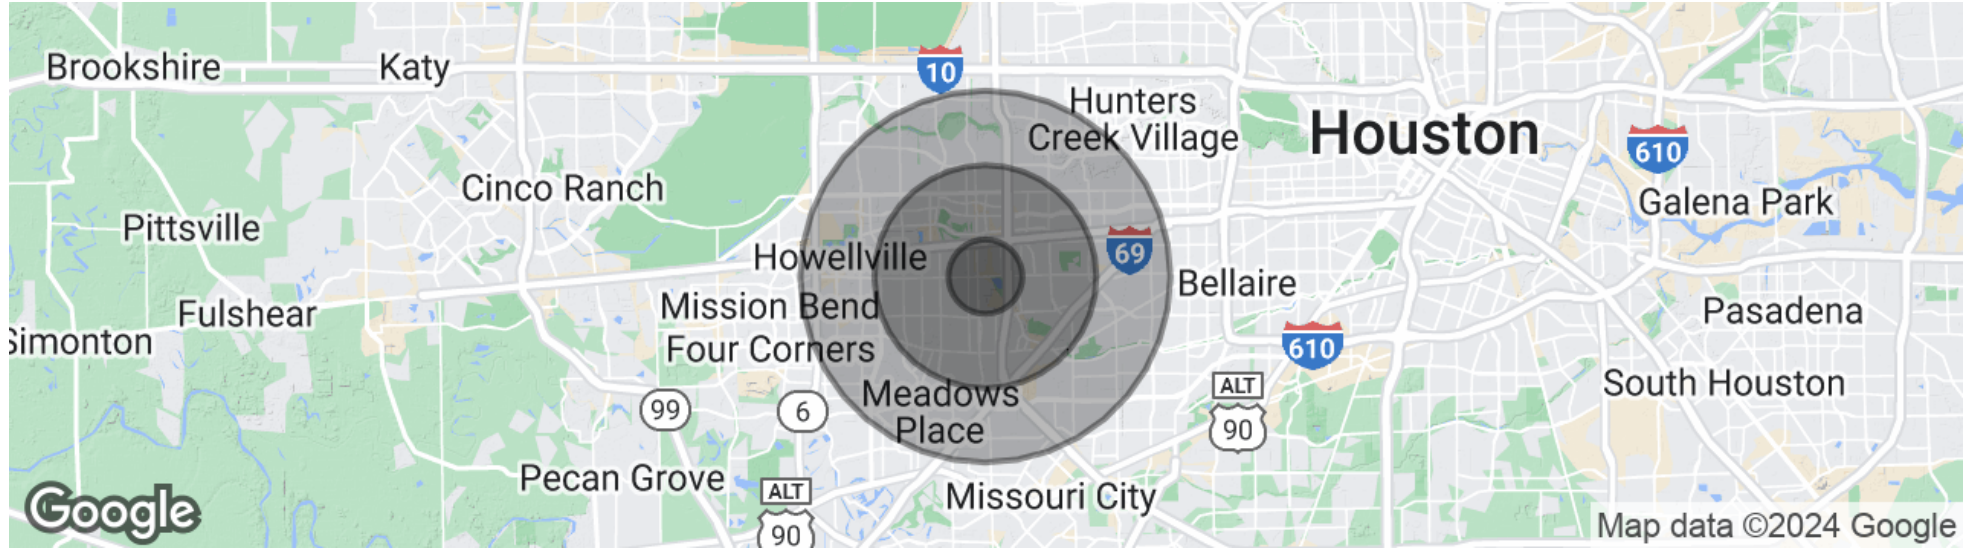 Brookshire
Katy
10
Hunters
Creek Village
Houston
610
Cinco Ranch
Galena Park
Pittsville
Howellville
69
Bellaire
Mission Bend
Fulshear
Pasadena
Simonton
Four Corners
610
South Houston
Meadows
Place
99
6
ALT
90
Pecan Grove
ALT
90
Missouri City
Google
Map data ©2024 Google